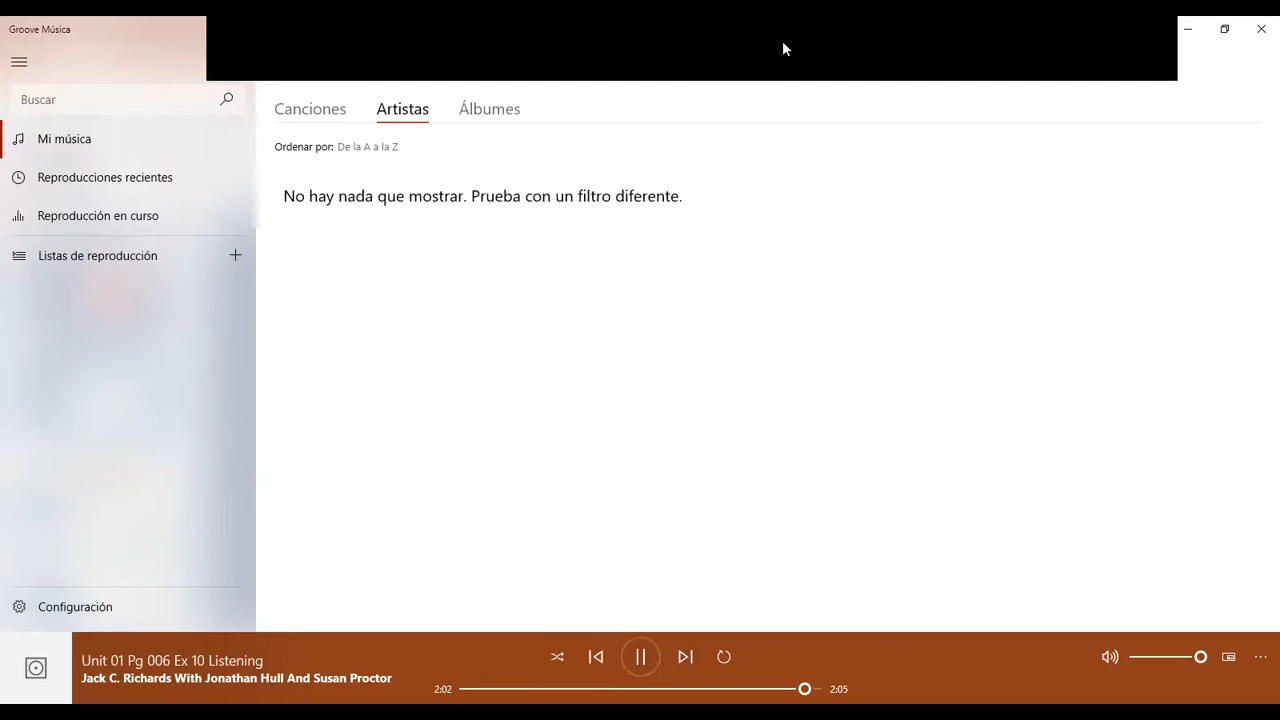 Groove Música
Buscar
Mi música
Reproducciones recientes
Reproducción en curso
Listas de reproducción
Configuración
Canciones Artistas Álbumes
Ordenar por: De la A a la Z
No hay nada que mostrar. Prueba con un filtro diferente.
Unit 01 Pg 006 Ex 10 Listening
Jack C. Richards With Jonathan Hull And Susan Proctor
2:02 2:05